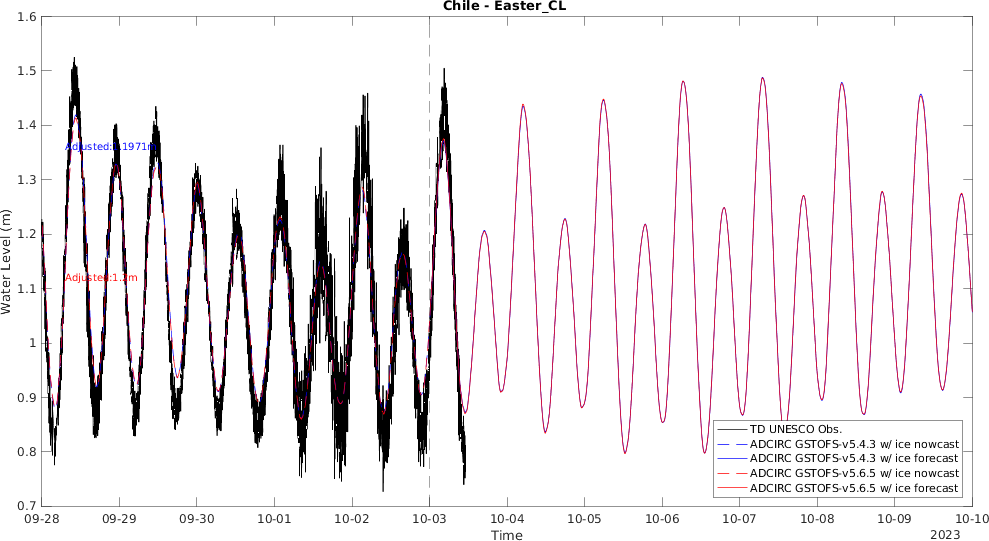 Chile - Easter_CL
1.6
1.5
1.4
1.3
1.2
1.1
1
0.9
0.8
0.7
Water Level (m)
Adjusted:
Adjusted:
TD UNESCO Obs.
ADCIRC GSTOFS-v5.4.3 w/ ice nowcast
ADCIRC GSTOFS-v5.4.3 w/ ice forecast
ADCIRC GSTOFS-v5.6.5 w/ ice nowcast
ADCIRC GSTOFS-v5.6.5 w/ ice forecast
09-28 09-29 09-30 10-01 10-02 10-03 10-04 10-05 10-06 10-07 10-08 10-09 10-10
Time
2023